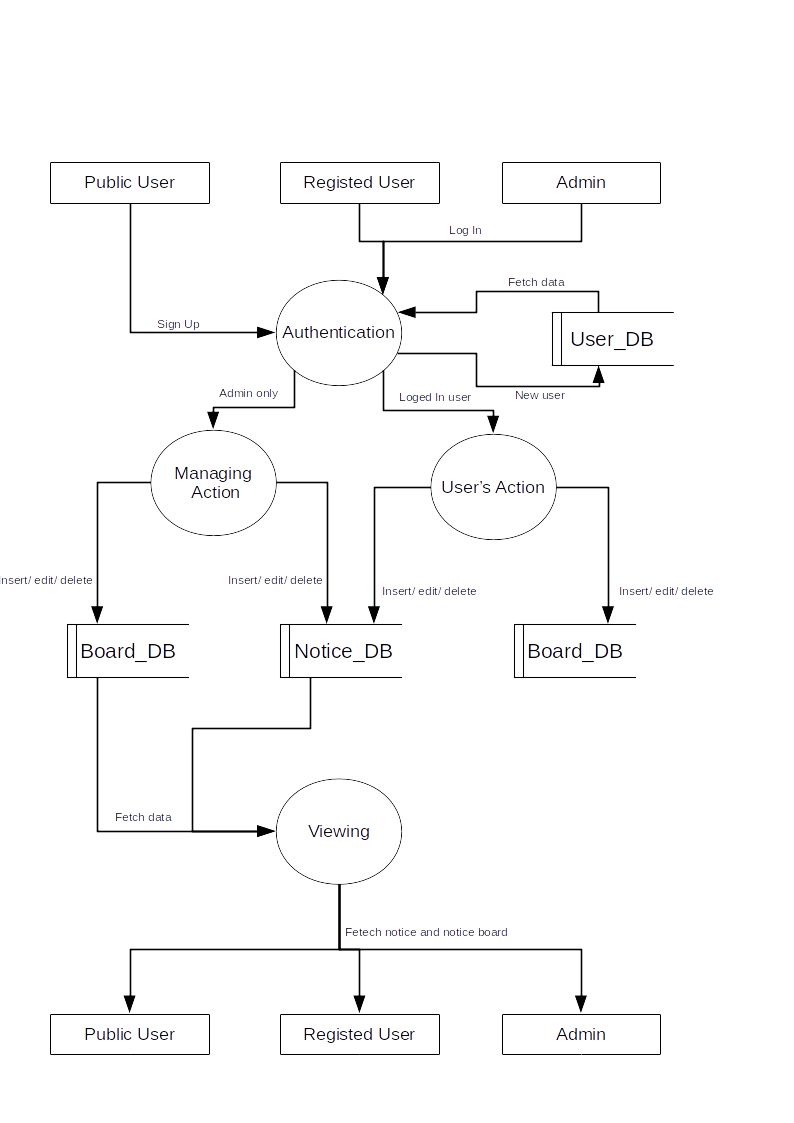 Public User
Registed User
Admin
Log In
Fetch data
Sign Up
Authentication
User_DB
Admin only
Loged In user
New user
Managing
Action
User's Action
Insert/ edit/ delete
Insert/ edit/ delete
Insert/ edit/ delete
Insert/ edit/ delete
Board_DB
Notice_DB
Board_DB
Fetch data
Viewing
Fetech notice and notice board
Public User
Registed User
Admin